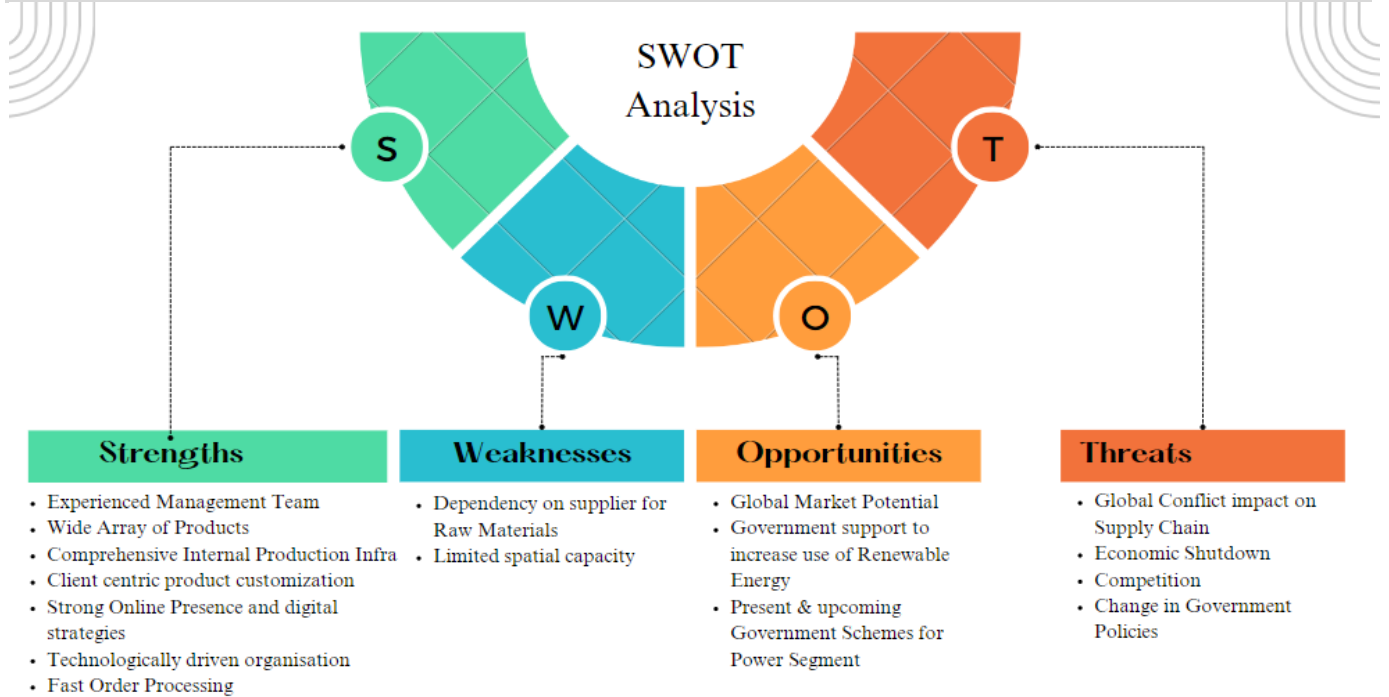 SWOT
Analysis
S
T
W
O
Strengths
• Experienced Management Team
• Wide Array of Products
• Comprehensive Internal Production Infra
• Client centric product customization
• Strong Online Presence and digital
strategies
• Technologically driven organisation
• Fast Order Processing
Weaknesses
• Dependency on supplier for
Raw Materials
• Limited spatial capacity
Opportunities
• Global Market Potential
• Government support to
increase use of Renewable
Energy
• Present & upcoming
Government Schemes for
Power Segment
Threats
• Global Conflict impact on
Supply Chain
• Economic Shutdown
• Competition
• Change in Government
Policies